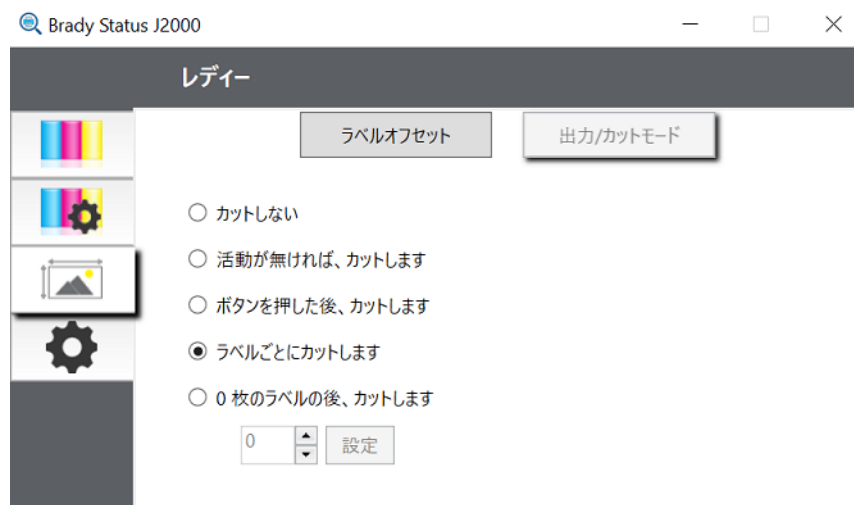 Brady Status J2000
レディー
ラベルオフセット
出力/カットモード
カットしない
活動が無ければ、カットします
ボタンを押した後、カットします
ラベルごとにカットします
0 枚のラベルの後、カットします
0
設定